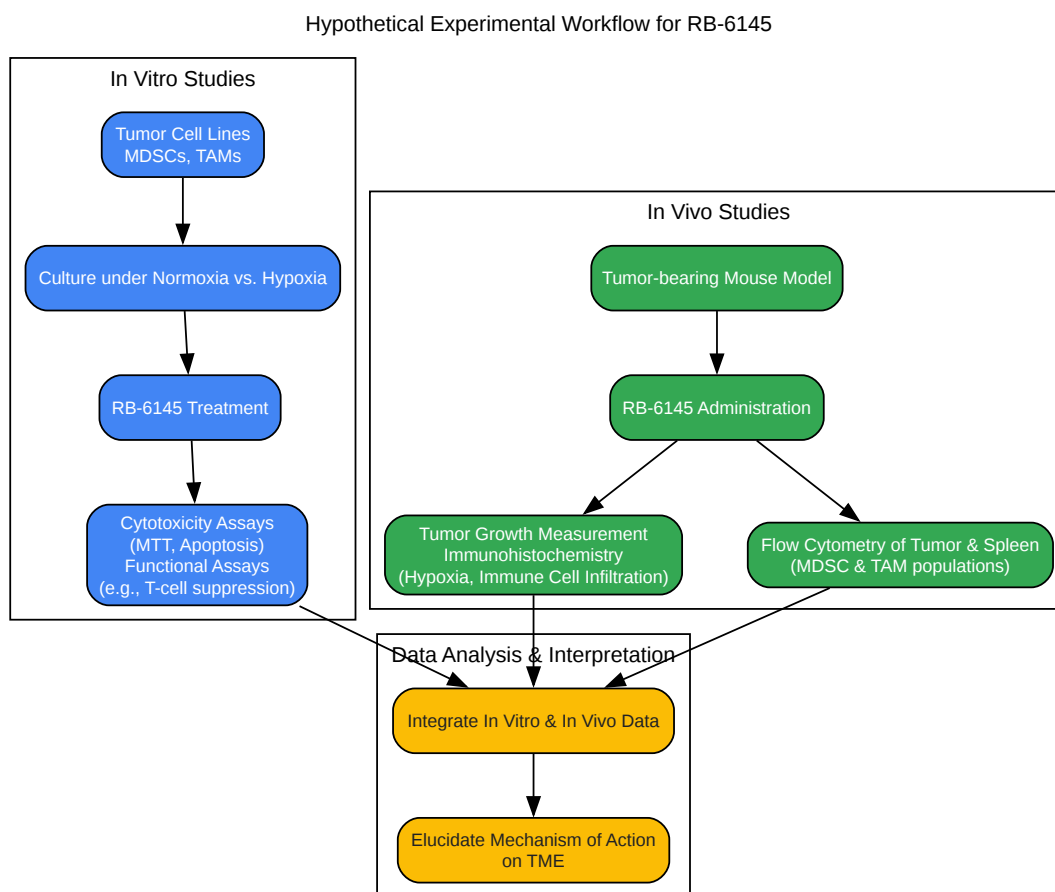 Hypothetical Experimental Workflow for RB-6145
In Vitro Studies
Tumor Cell Lines
MDSCs, TAMs
Culture under Normoxia vs. Hypoxia
RB-6145 Treatment
Cytotoxicity Assays
(MTT, Apoptosis)
Functional Assays
(e.g., T-cell suppression)
In Vivo Studies
Tumor-bearing Mouse Model
RB-6145 Administration
Tumor Growth Measurement
Immunohistochemistry
(Hypoxia, Immune Cell Infiltration)
Flow Cytometry of Tumor & Spleen
(MDSC & TAM populations)
Data Analysis & Interpretation
Integrate In Vitro & In Vivo Data
Elucidate Mechanism of Action
on TME